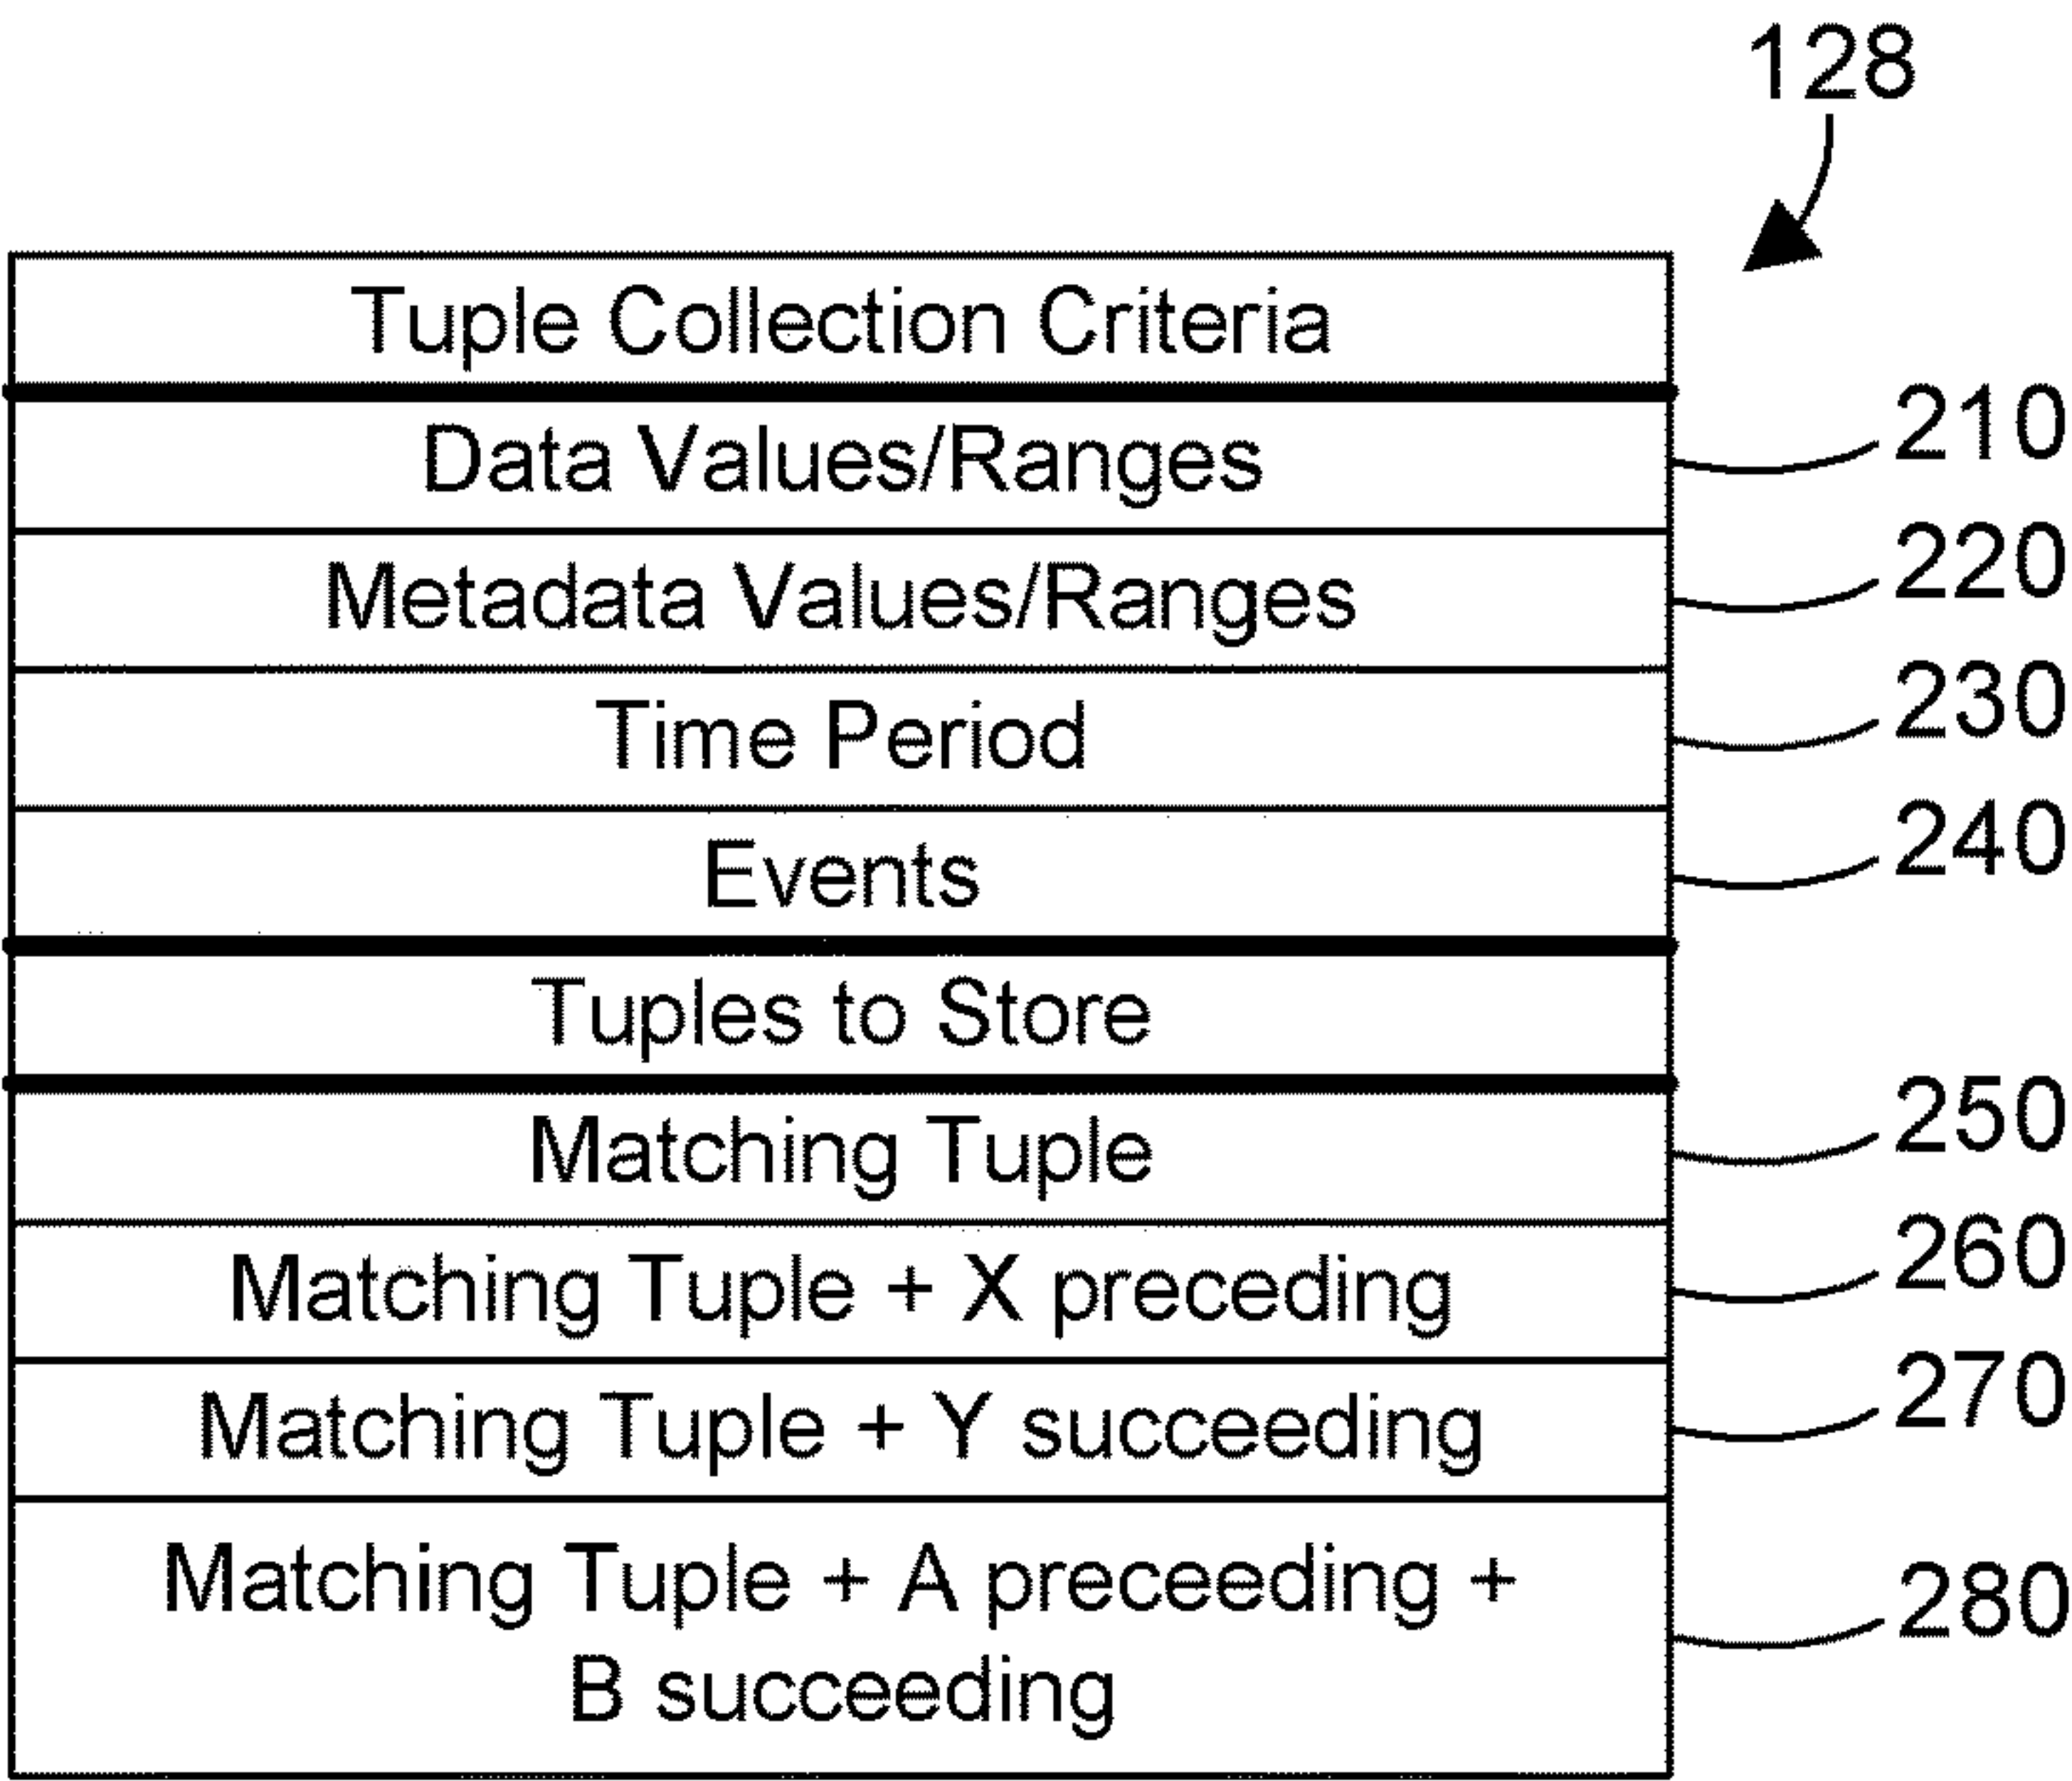 128
Tuple Collection Criteria
Data Values/Ranges 210
Metadata Values/Ranges 220
Time Period 230
Events 240
Tuples to Store
Matching Tuple 250
Matching Tuple + X preceding 260
Matching Tuple + Y succeeding 270
Matching Tuple + A preceeding +
B succeeding 280